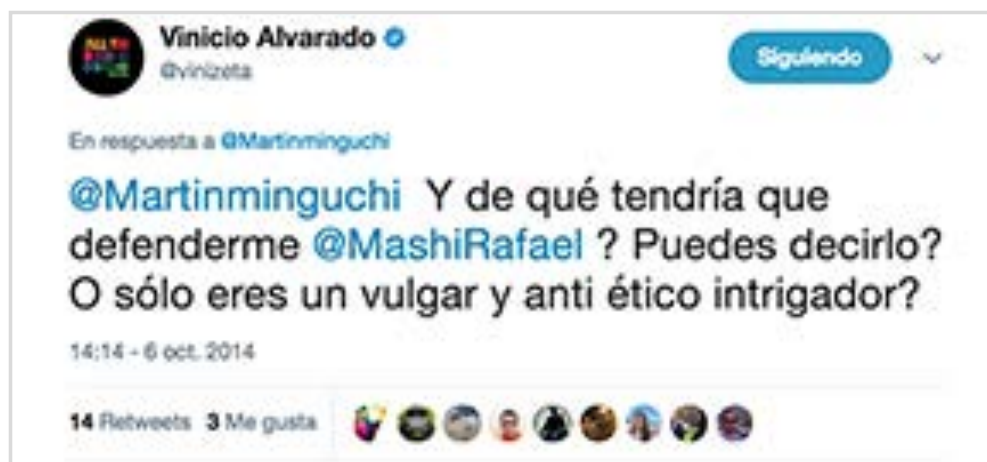 Vinicio Alvarado
@vinizeta
Siguiendo
En respuesta a @Martinminguchi
@Martinminguchi Y de qué tendría que
defenderme @MashiRafael ? Puedes decirlo?
O sólo eres un vulgar y anti ético intrigador?
14:14 - 6 oct. 2014
14 Retweets 3 Me gusta